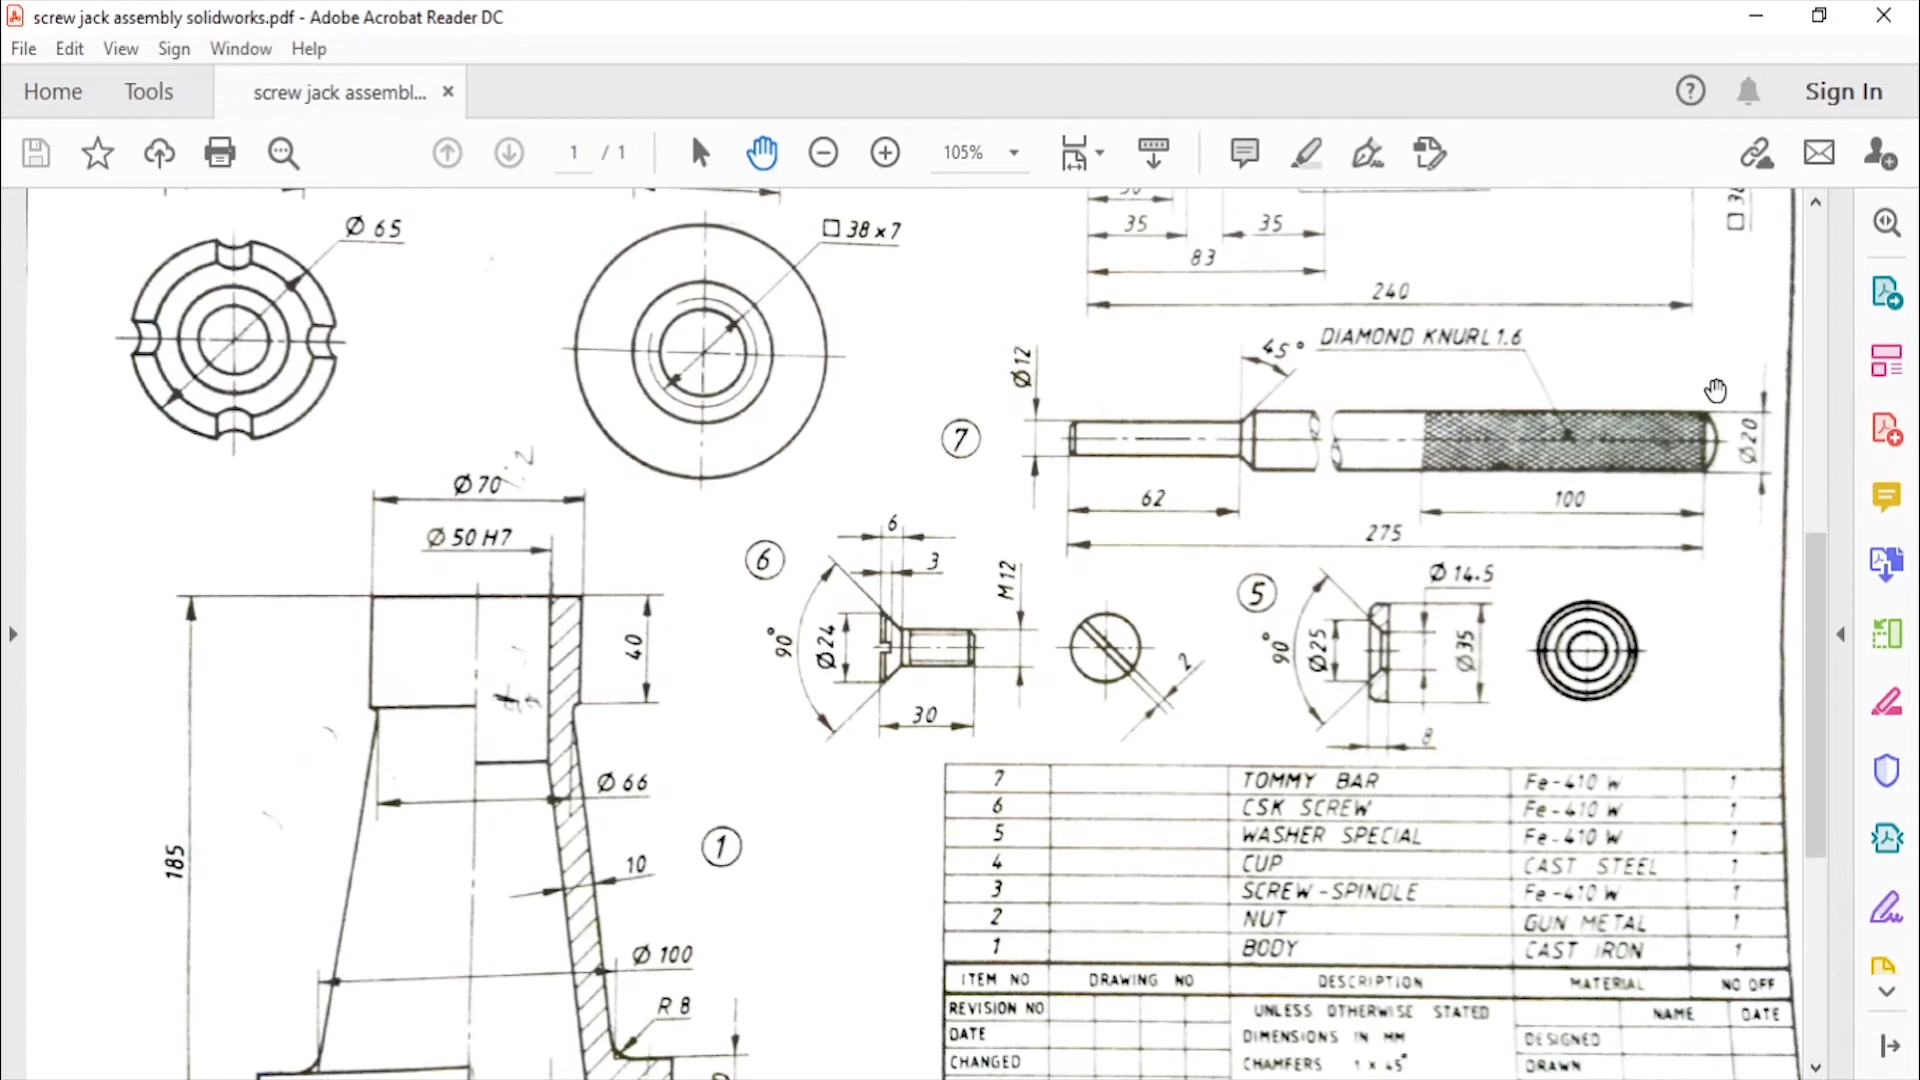 screw jack assembly solidworks.pdf - Adobe Acrobat Reader DC
File Edit View Sign Window Help
Home Tools screw jack assembl... × Sign In
1 / 1 105%
Ø 65
□ 38 x 7
35 35
83
240
DIAMOND KNURL 1.6
45°
Ø 12
7
Ø 20
62 100
275
Ø 70
Ø 50 H7
6
6
3
M12
90°
Ø 24
30
2
5
Ø 14.5
90°
Ø 25
Ø 35
8
40
Ø 66
185
1
10
Ø 100
R 8
7 TOMMY BAR Fe-410 W 1
6 CSK SCREW Fe-410 W 1
5 WASHER SPECIAL Fe-410 W 1
4 CUP CAST STEEL 1
3 SCREW-SPINDLE Fe-410 W 1
2 NUT GUN METAL 1
1 BODY CAST IRON 1
ITEM NO DRAWING NO DESCRIPTION MATERIAL NO OFF
REVISION NO UNLESS OTHERWISE STATED NAME DATE
DATE DIMENSIONS IN MM DESIGNED
CHANGED CHAMFERS 1 x 45° DRAWN